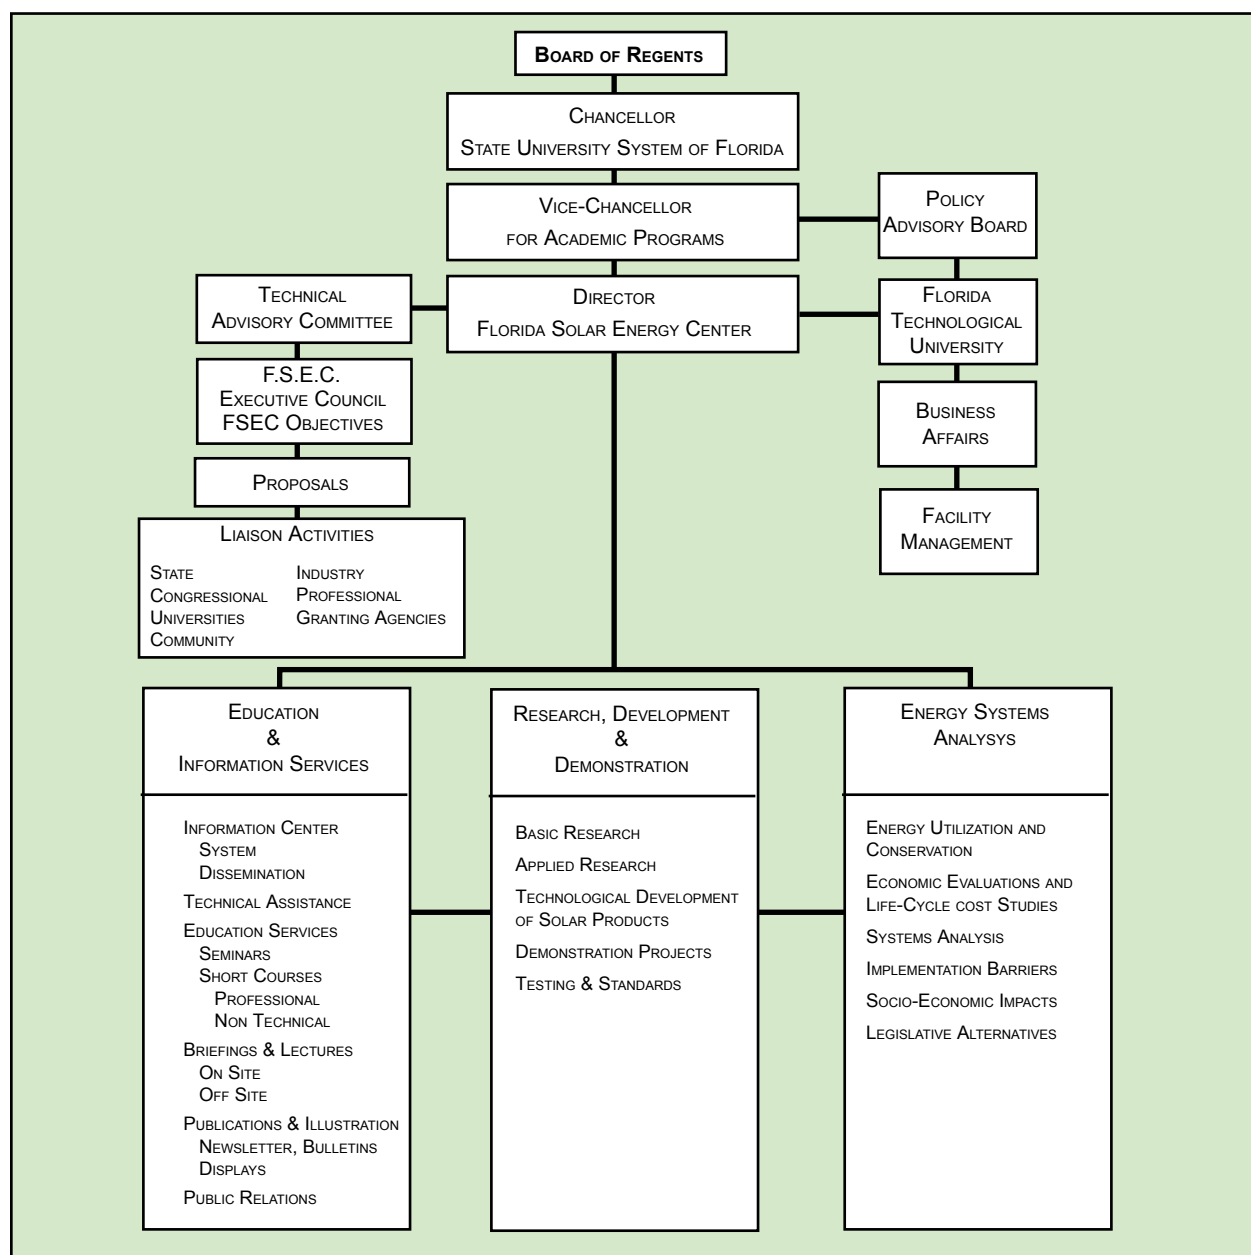 BOARD OF REGENTS
CHANCELLOR
STATE UNIVERSITY SYSTEM OF FLORIDA
VICE-CHANCELLOR
FOR ACADEMIC PROGRAMS
POLICY
ADVISORY BOARD
TECHNICAL
ADVISORY COMMITTEE
DIRECTOR
FLORIDA SOLAR ENERGY CENTER
FLORIDA
TECHNOLOGICAL
UNIVERSITY
F.S.E.C.
EXECUTIVE COUNCIL
FSEC OBJECTIVES
BUSINESS
AFFAIRS
PROPOSALS
FACILITY
MANAGEMENT
LIAISON ACTIVITIES
STATE
CONGRESSIONAL
UNIVERSITIES
COMMUNITY
INDUSTRY
PROFESSIONAL
GRANTING AGENCIES
EDUCATION
&
INFORMATION SERVICES
INFORMATION CENTER
SYSTEM
DISSEMINATION
TECHNICAL ASSISTANCE
EDUCATION SERVICES
SEMINARS
SHORT COURSES
PROFESSIONAL
NON TECHNICAL
BRIEFINGS & LECTURES
ON SITE
OFF SITE
PUBLICATIONS & ILLUSTRATION
NEWSLETTER, BULLETINS
DISPLAYS
PUBLIC RELATIONS
RESEARCH, DEVELOPMENT
&
DEMONSTRATION
BASIC RESEARCH
APPLIED RESEARCH
TECHNOLOGICAL DEVELOPMENT
OF SOLAR PRODUCTS
DEMONSTRATION PROJECTS
TESTING & STANDARDS
ENERGY SYSTEMS
ANALYSYS
ENERGY UTILIZATION AND
CONSERVATION
ECONOMIC EVALUATIONS AND
LIFE-CYCLE COST STUDIES
SYSTEMS ANALYSIS
IMPLEMENTATION BARRIERS
SOCIO-ECONOMIC IMPACTS
LEGISLATIVE ALTERNATIVES